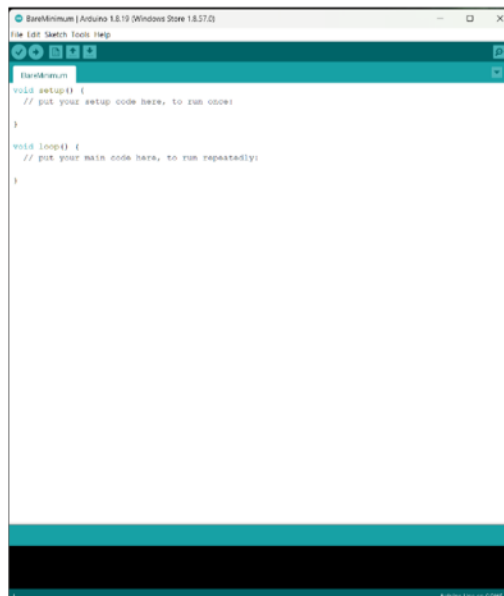 BareMinimum | Arduino 1.8.19 (Windows Store 1.8.57.0)
File Edit Sketch Tools Help
BareMinimum
void setup() {
// put your setup code here, to run once:
}
void loop() {
// put your main code here, to run repeatedly:
}